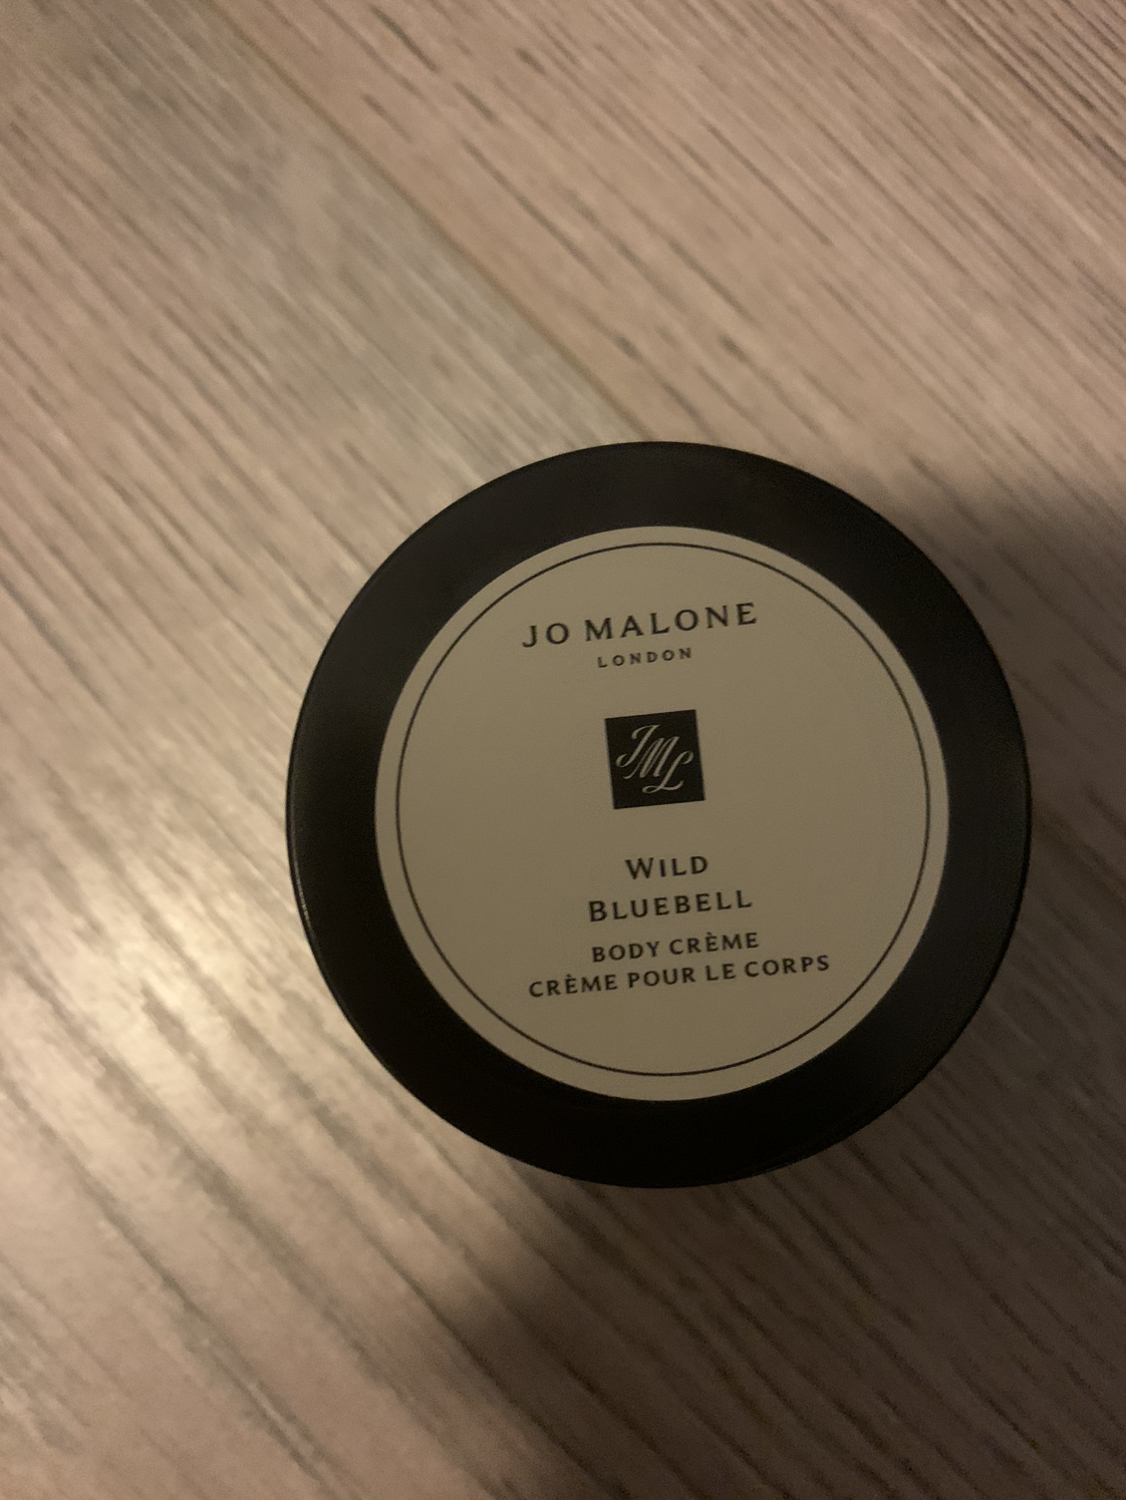 JO MALONE
LONDON
JML
WILD
BLUEBELL
BODY CRÈME
CRÈME POUR LE CORPS